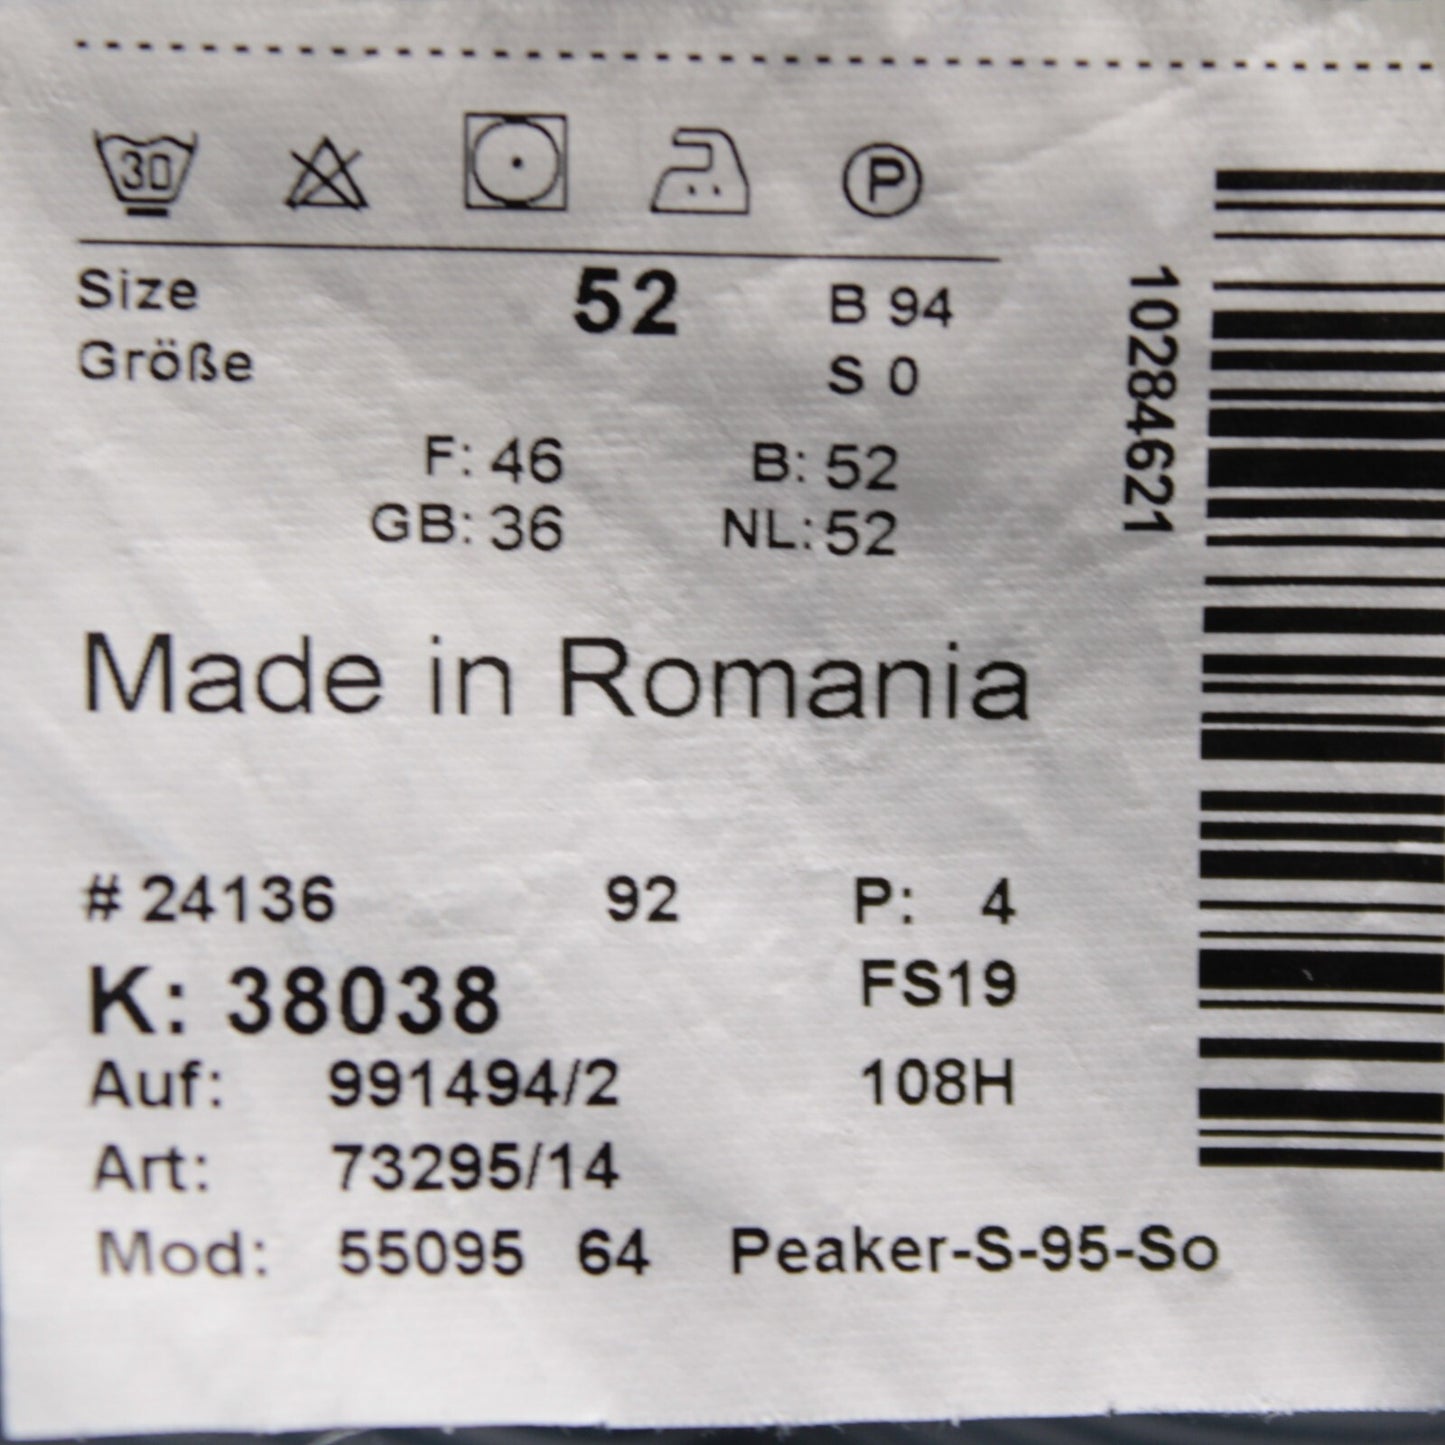 30
P
Size 52 B 94
Größe S 0
F: 46 B: 52
GB: 36 NL: 52
Made in Romania
# 24136 92 P: 4
K: 38038 FS19
Auf: 991494/2 108H
Art: 73295/14
Mod: 55095 64 Peaker-S-95-So
10284621